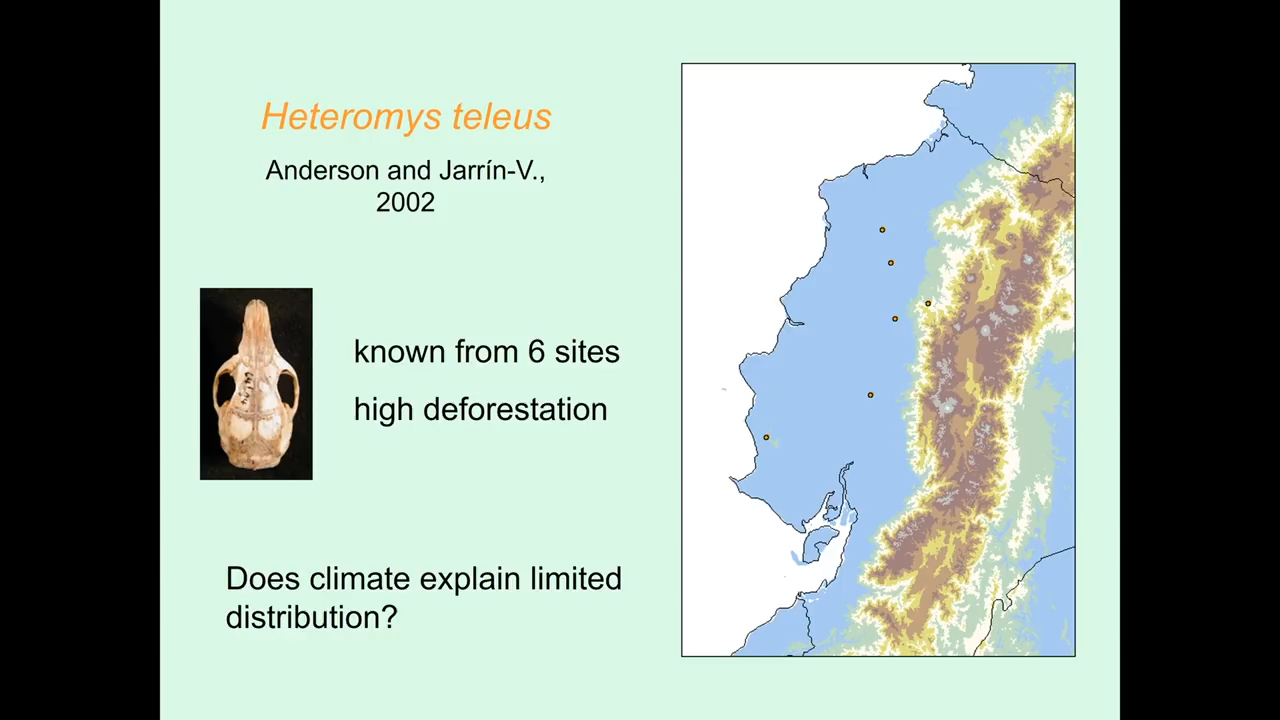 Heteromys teleus
Anderson and Jarrín-V.,
2002
known from 6 sites
high deforestation
Does climate explain limited
distribution?